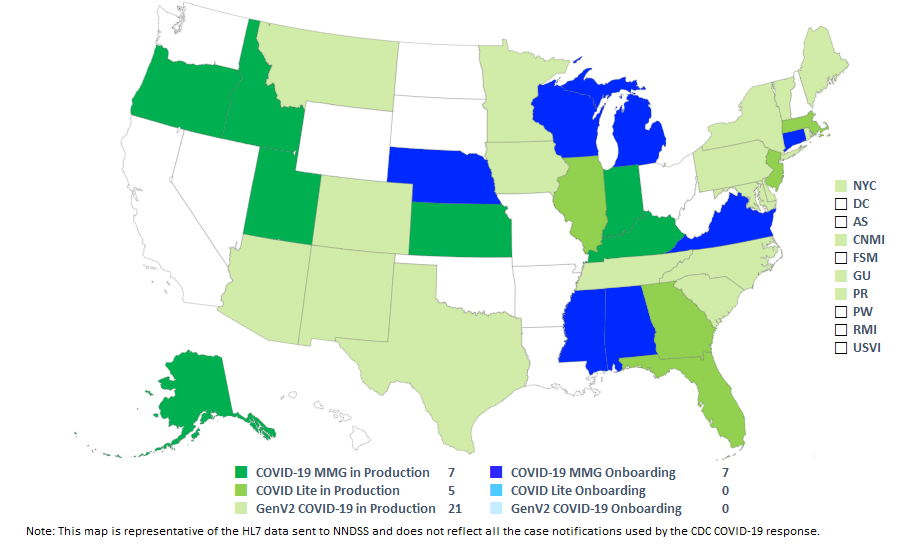 NYC
DC
AS
CNMI
FSM
GU
PR
PW
RMI
USVI
COVID-19 MMG in Production 7 COVID-19 MMG Onboarding 7
COVID Lite in Production 5 COVID Lite Onboarding 0
GenV2 COVID-19 in Production 21 GenV2 COVID-19 Onboarding 0
Note: This map is representative of the HL7 data sent to NNDSS and does not reflect all the case notifications used by the CDC COVID-19 response.